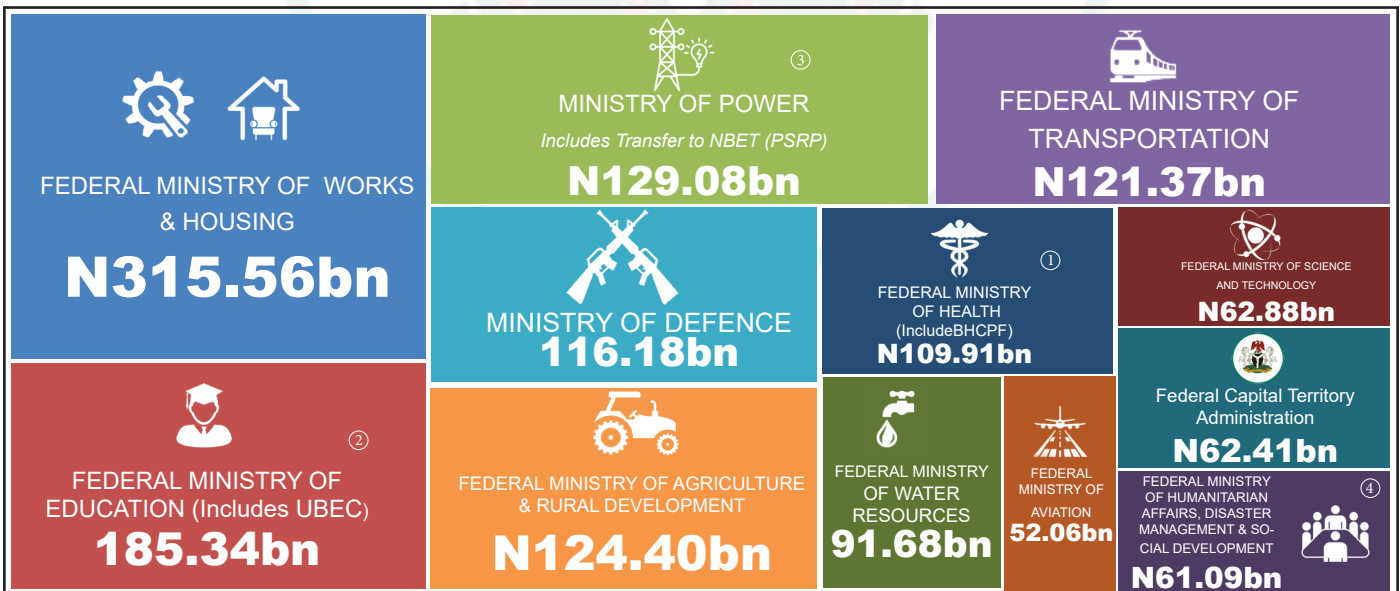 FEDERAL MINISTRY OF WORKS
& HOUSING
N315.56bn
②
FEDERAL MINISTRY OF
EDUCATION (Includes UBEC)
185.34bn
③
MINISTRY OF POWER
Includes Transfer to NBET (PSRP)
N129.08bn
FEDERAL MINISTRY OF
TRANSPORTATION
N121.37bn
MINISTRY OF DEFENCE
116.18bn
FEDERAL MINISTRY OF AGRICULTURE
& RURAL DEVELOPMENT
N124.40bn
①
FEDERAL MINISTRY
OF HEALTH
(IncludeBHCPF)
N109.91bn
FEDERAL MINISTRY
OF WATER
RESOURCES
91.68bn
FEDERAL
MINISTRY OF
AVIATION
52.06bn
FEDERAL MINISTRY OF SCIENCE
AND TECHNOLOGY
N62.88bn
Federal Capital Territory
Administration
N62.41bn
④
FEDERAL MINISTRY
OF HUMANITARIAN
AFFAIRS, DISASTER
MANAGEMENT & SO-
CIAL DEVELOPMENT
N61.09bn